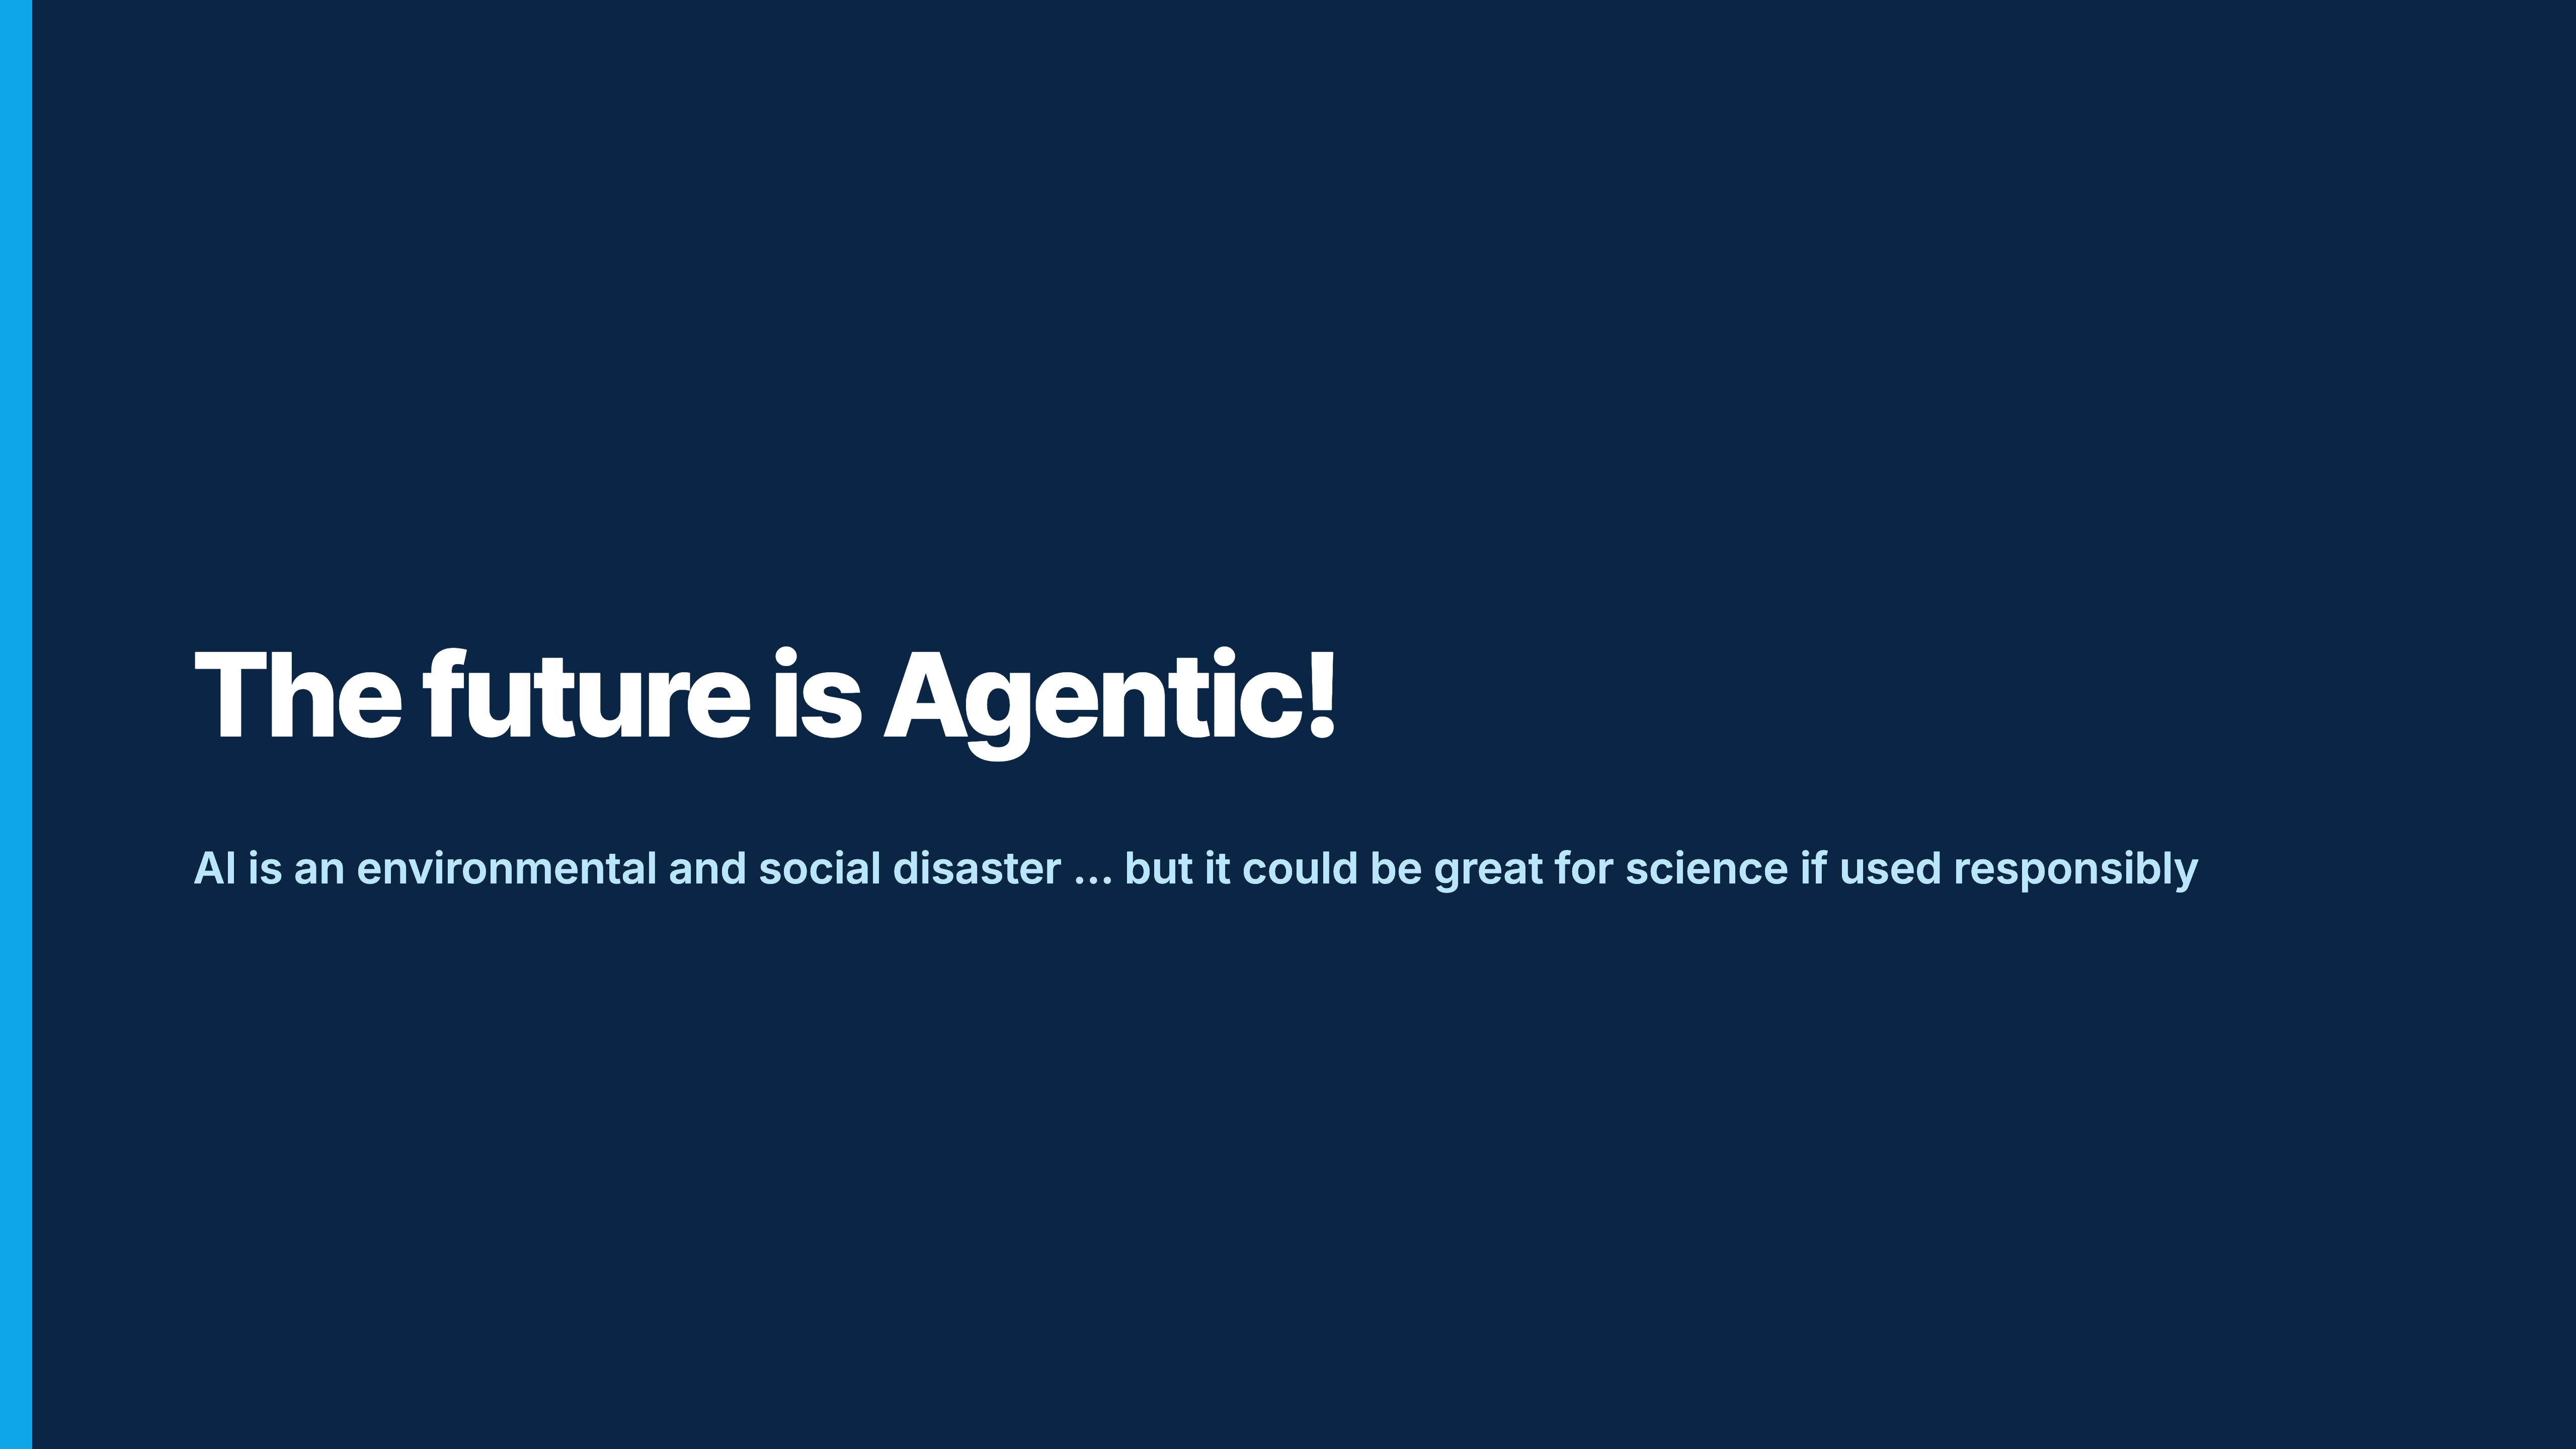 The future is Agentic!
AI is an environmental and social disaster … but it could be great for science if used responsibly